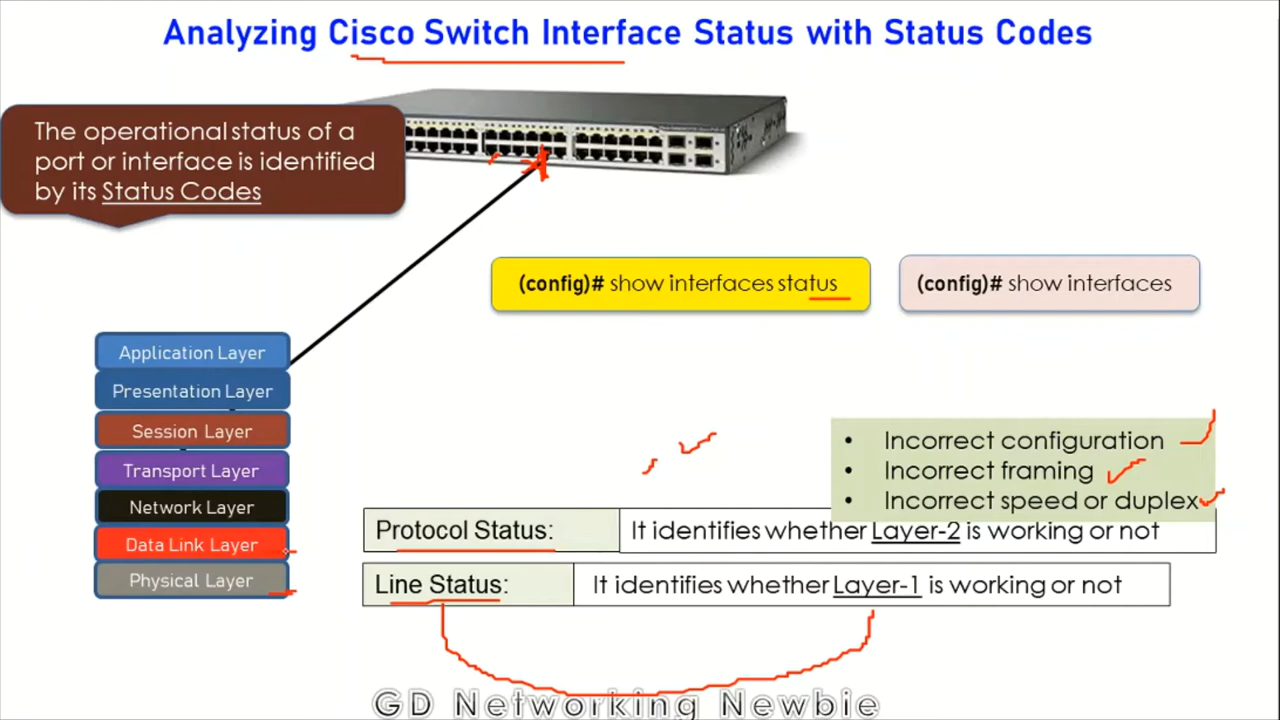 Analyzing Cisco Switch Interface Status with Status Codes
The operational status of a
port or interface is identified
by its Status Codes
(config)# show interfaces status
(config)# show interfaces
Application Layer
Presentation Layer
Session Layer
Transport Layer
Network Layer
Data Link Layer
Physical Layer
• Incorrect configuration
• Incorrect framing
• Incorrect speed or duplex
Protocol Status: It identifies whether Layer-2 is working or not
Line Status: It identifies whether Layer-1 is working or not
GD Networking Newbie